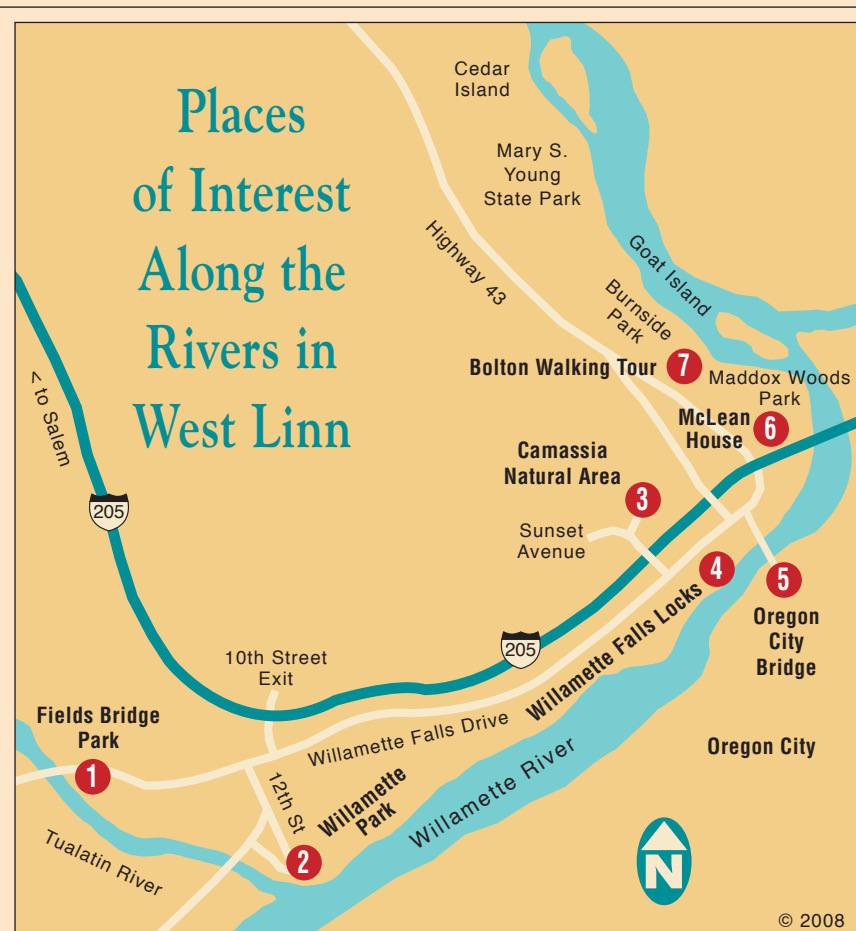 Places
of Interest
Along the
Rivers in
West Linn
Cedar
Island
Mary S.
Young
State Park
Highway 43
Goat Island
Burnside
Park
Bolton Walking Tour
7
Maddox Woods
Park
McLean
House
6
< to Salem
205
Camassia
Natural Area
3
Sunset
Avenue
4
Willamette Falls Locks
5
Oregon
City
Bridge
205
10th Street
Exit
Fields Bridge
Park
1
Willamette Falls Drive
Oregon City
12th St
Willamette
Park
Willamette River
2
Tualatin River
N
© 2008